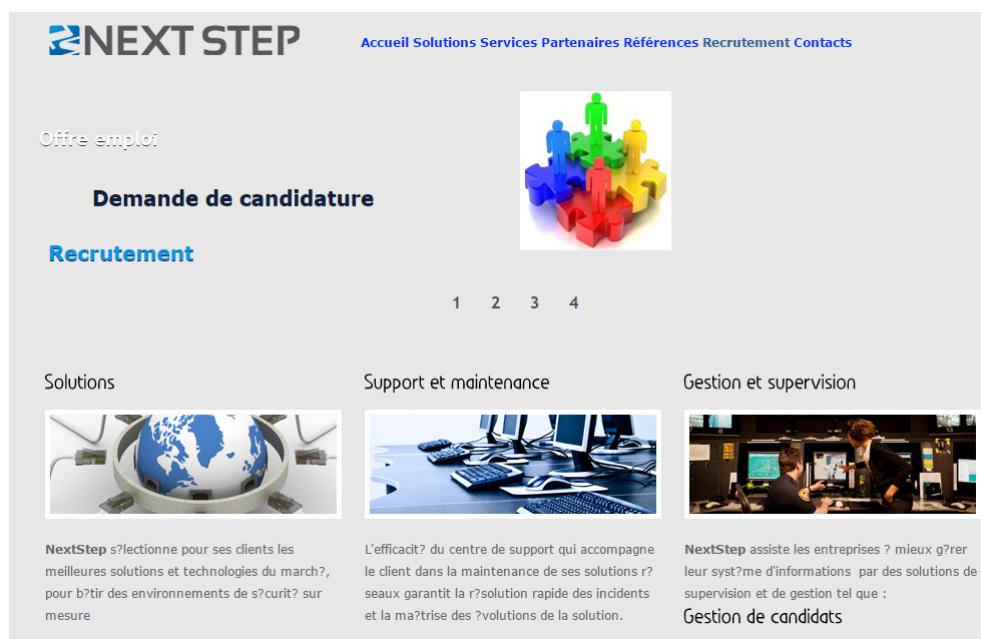 NEXT STEP
Accueil Solutions Services Partenaires Références Recrutement Contacts
Offre emploi
Demande de candidature
Recrutement
1 2 3 4
Solutions
Support et maintenance
Gestion et supervision
NextStep s?lectionne pour ses clients les
meilleures solutions et technologies du march?,
pour b?tir des environnements de s?curit? sur
mesure
L'efficacit? du centre de support qui accompagne
le client dans la maintenance de ses solutions r?
seaux garantit la r?solution rapide des incidents
et la ma?trise des ?volutions de la solution.
NextStep assiste les entreprises ? mieux g?rer
leur syst?me d'informations par des solutions de
supervision et de gestion tel que :
Gestion de candidats